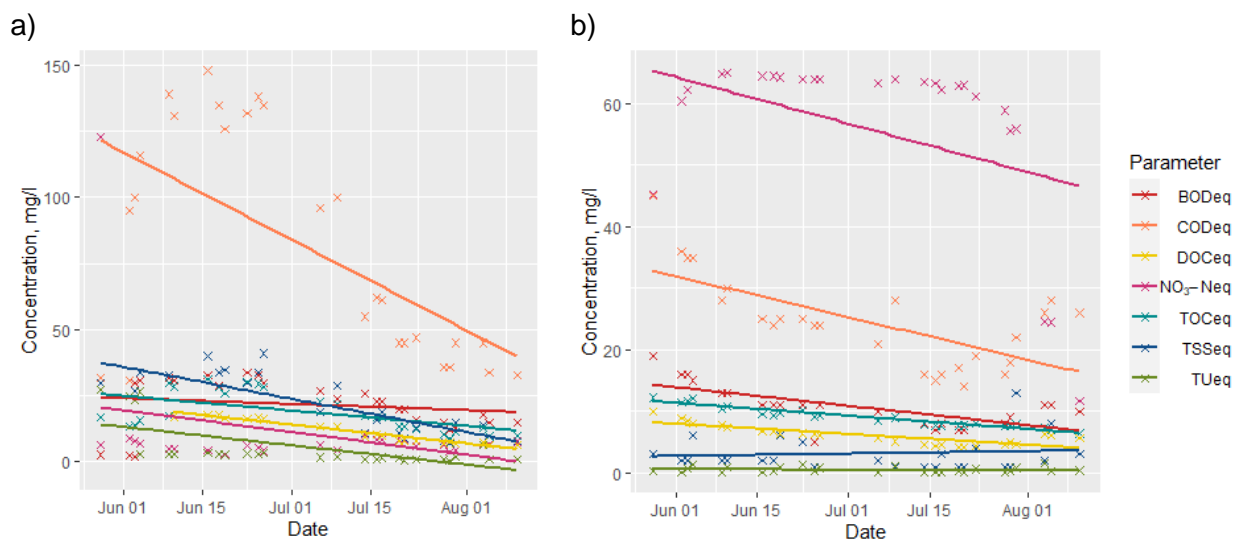 a)
Concentration, mg/l
150
100
50
0
Jun 01 Jun 15 Jul 01 Jul 15 Aug 01
Date
b)
Concentration, mg/l
60
40
20
0
Jun 01 Jun 15 Jul 01 Jul 15 Aug 01
Date
Parameter
BODeq
CODeq
DOCeq
NO₃−Neq
TOCeq
TSSeq
TUeq